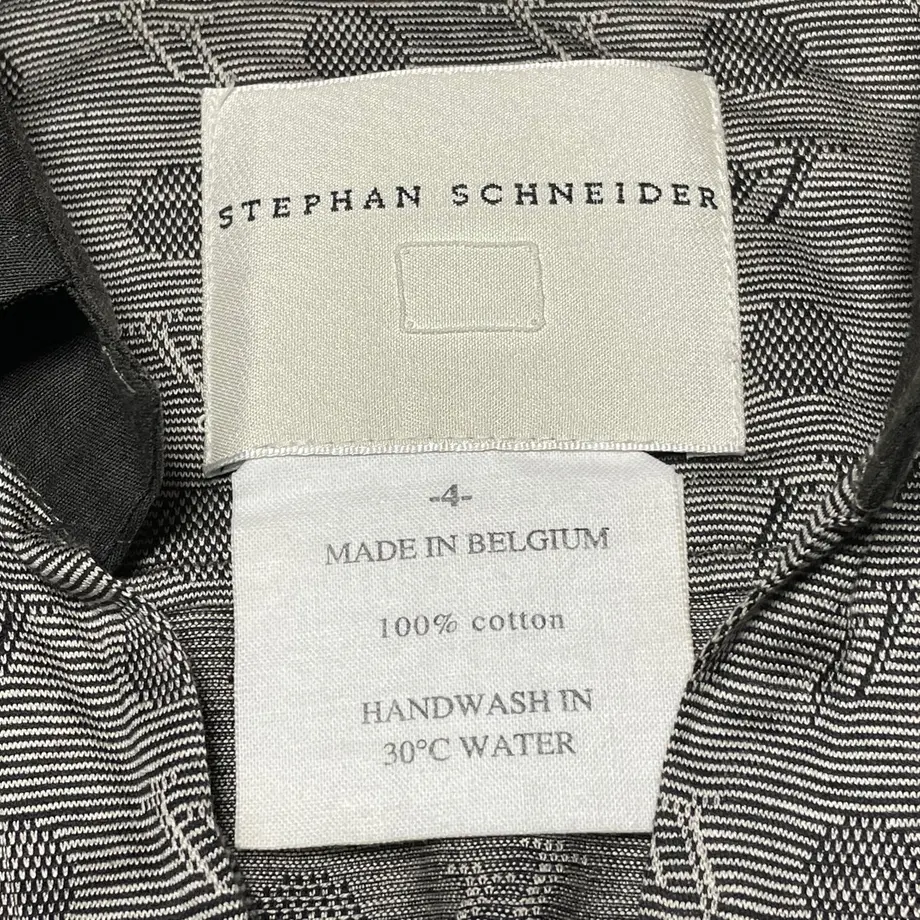 STEPHAN SCHNEIDER
-4-
MADE IN BELGIUM
100% cotton
HANDWASH IN
30°C WATER